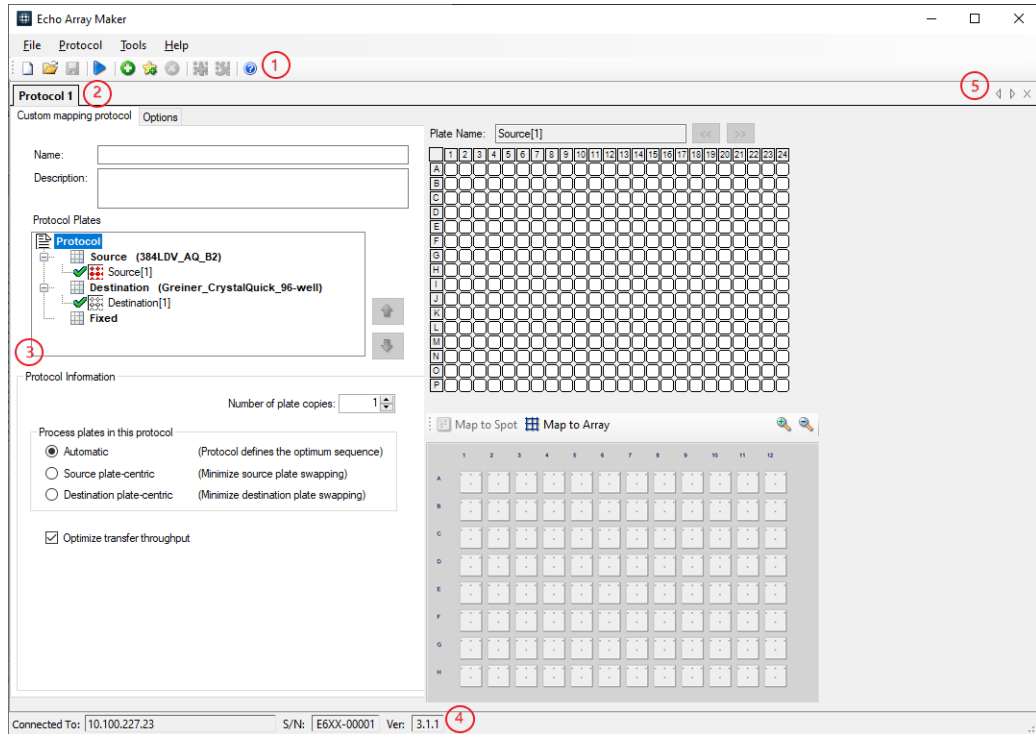 Echo Array Maker
File Protocol Tools Help
1
Protocol 1
2
5
Custom mapping protocol Options
Name:
Description:
Protocol Plates
Protocol
Source (384LDV_AQ_B2)
Source[1]
Destination (Greiner_CrystalQuick_96-well)
Destination[1]
Fixed
3
Protocol Information
Number of plate copies: 1
Process plates in this protocol
Automatic (Protocol defines the optimum sequence)
Source plate-centric (Minimize source plate swapping)
Destination plate-centric (Minimize destination plate swapping)
Optimize transfer throughput
Plate Name: Source[1] << >>
1 2 3 4 5 6 7 8 9 10 11 12 13 14 15 16 17 18 19 20 21 22 23 24
A
B
C
D
E
F
G
H
I
J
K
L
M
N
O
P
Map to Spot Map to Array
1 2 3 4 5 6 7 8 9 10 11 12
A
B
C
D
E
F
G
H
Connected To: 10.100.227.23 S/N: E6XX-00001 Ver: 3.1.1
4